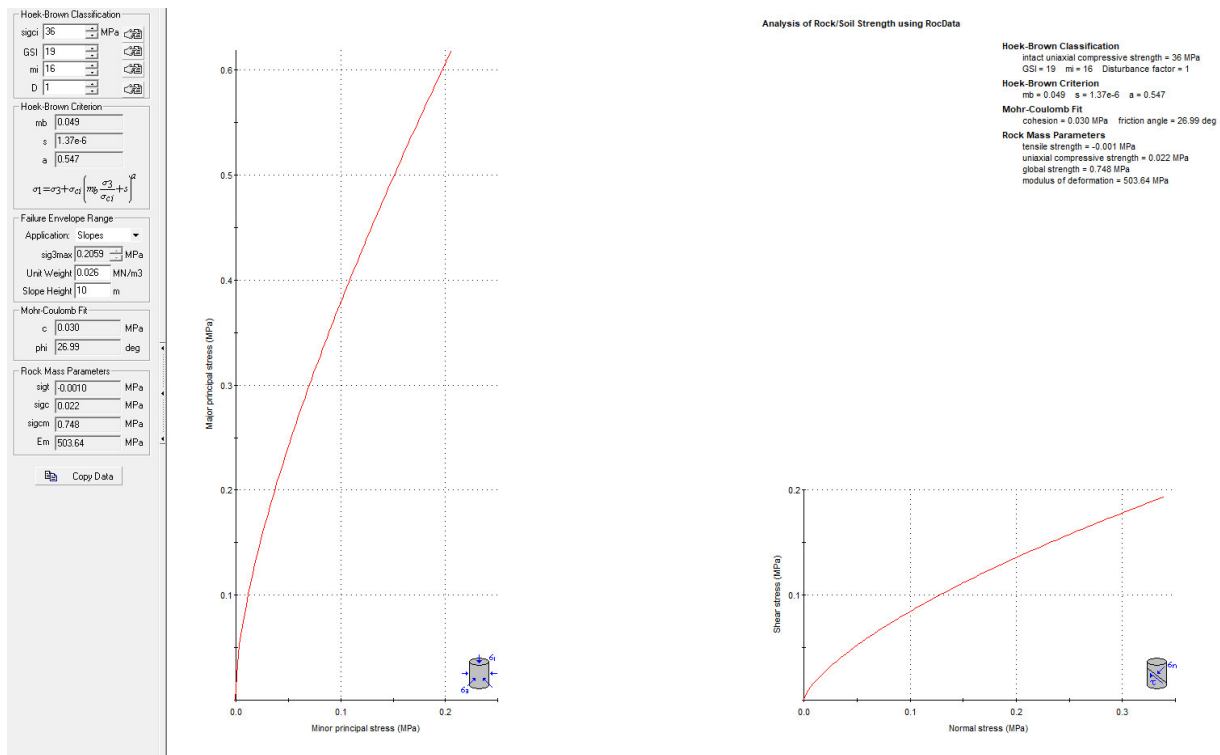 Hoek-Brown Classification
sigci 36 MPa
GSI 19
mi 16
D 1
Hoek-Brown Criterion
mb 0.049
s 1.37e-6
a 0.547
σ1=σ3+σci(mb σ3/σci+s)^a
Failure Envelope Range
Application: Slopes
sig3max 0.2059 MPa
Unit Weight 0.026 MN/m3
Slope Height 10 m
Mohr-Coulomb Fit
c 0.030 MPa
phi 26.99 deg
Rock Mass Parameters
sigt -0.0010 MPa
sigc 0.022 MPa
sigcm 0.748 MPa
Em 503.64 MPa
Copy Data
Major principal stress (MPa)
0.6
0.5
0.4
0.3
0.2
0.1
0.0 0.1 0.2
Minor principal stress (MPa)
σ1
σ3
Analysis of Rock/Soil Strength using RocData
Hoek-Brown Classification
intact uniaxial compressive strength = 36 MPa
GSI = 19 mi = 16 Disturbance factor = 1
Hoek-Brown Criterion
mb = 0.049 s = 1.37e-6 a = 0.547
Mohr-Coulomb Fit
cohesion = 0.030 MPa friction angle = 26.99 deg
Rock Mass Parameters
tensile strength = -0.001 MPa
uniaxial compressive strength = 0.022 MPa
global strength = 0.748 MPa
modulus of deformation = 503.64 MPa
Shear stress (MPa)
0.2
0.1
0.0 0.1 0.2 0.3
Normal stress (MPa)
σn
τ